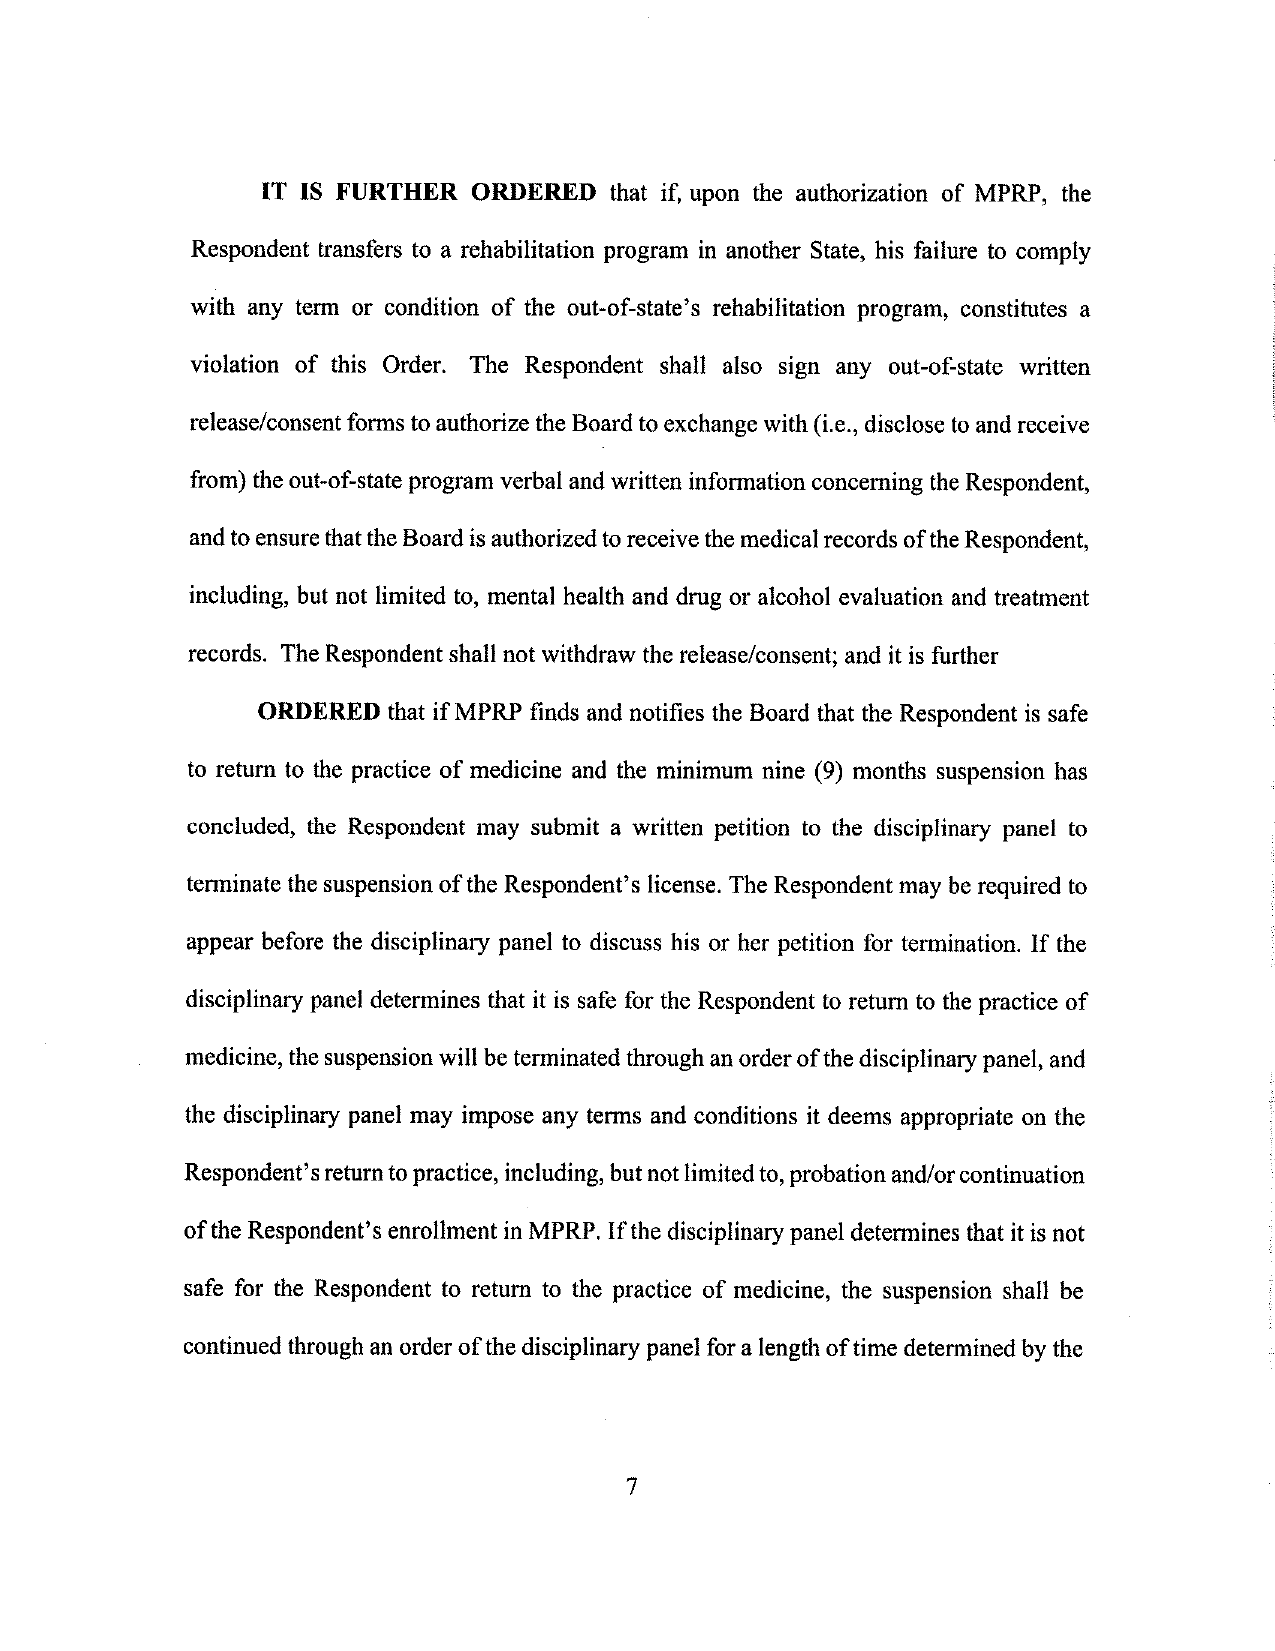 IT IS FURTHER ORDERED that if, upon the authorization of MPRP, the
Respondent transfers to a rehabilitation program in another State, his failure to comply
with any term or condition of the out-of-state's rehabilitation program, constitutes a
violation of this Order. The Respondent shall also sign any out-of-state written
release/consent forms to authorize the Board to exchange with (i.e., disclose to and receive
from) the out-of-state program verbal and written information concerning the Respondent,
and to ensure that the Board is authorized to receive the medical records of the Respondent,
including, but not limited to, mental health and drug or alcohol evaluation and treatment
records. The Respondent shall not withdraw the release/consent; and it is further
ORDERED that if MPRP finds and notifies the Board that the Respondent is safe
to return to the practice of medicine and the minimum nine (9) months suspension has
concluded, the Respondent may submit a written petition to the disciplinary panel to
terminate the suspension of the Respondent's license. The Respondent may be required to
appear before the disciplinary panel to discuss his or her petition for termination. If the
disciplinary panel determines that it is safe for the Respondent to return to the practice of
medicine, the suspension will be terminated through an order of the disciplinary panel, and
the disciplinary panel may impose any terms and conditions it deems appropriate on the
Respondent's return to practice, including, but not limited to, probation and/or continuation
of the Respondent's enrollment in MPRP. If the disciplinary panel determines that it is not
safe for the Respondent to return to the practice of medicine, the suspension shall be
continued through an order of the disciplinary panel for a length of time determined by the
7